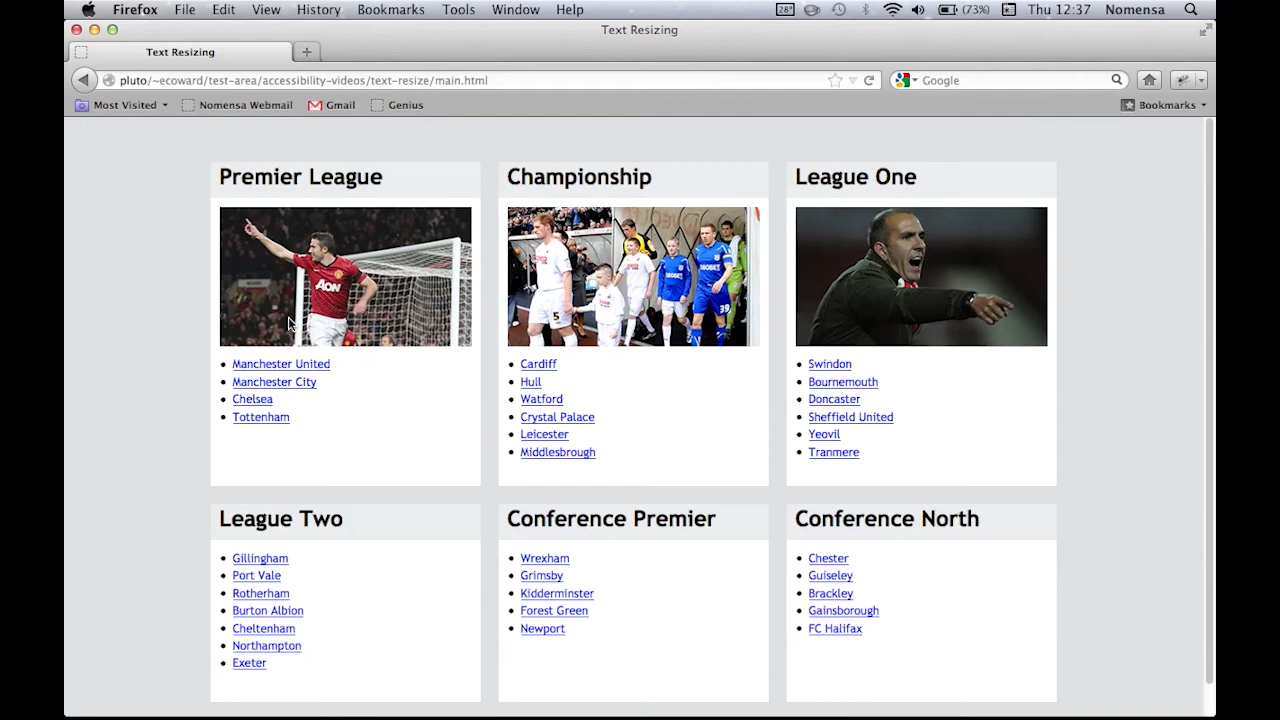 Firefox File Edit View History Bookmarks Tools Window Help 28° (73%) Thu 12:37 Nomensa
Text Resizing
Text Resizing
pluto/~ecoward/test-area/accessibility-videos/text-resize/main.html Google
Most Visited Nomensa Webmail Gmail Genius Bookmarks
Premier League
AON
Manchester United
Manchester City
Chelsea
Tottenham
Championship
5
SBOBET
SBOBET
39
Cardiff
Hull
Watford
Crystal Palace
Leicester
Middlesbrough
League One
Swindon
Bournemouth
Doncaster
Sheffield United
Yeovil
Tranmere
League Two
Gillingham
Port Vale
Rotherham
Burton Albion
Cheltenham
Northampton
Exeter
Conference Premier
Wrexham
Grimsby
Kidderminster
Forest Green
Newport
Conference North
Chester
Guiseley
Brackley
Gainsborough
FC Halifax